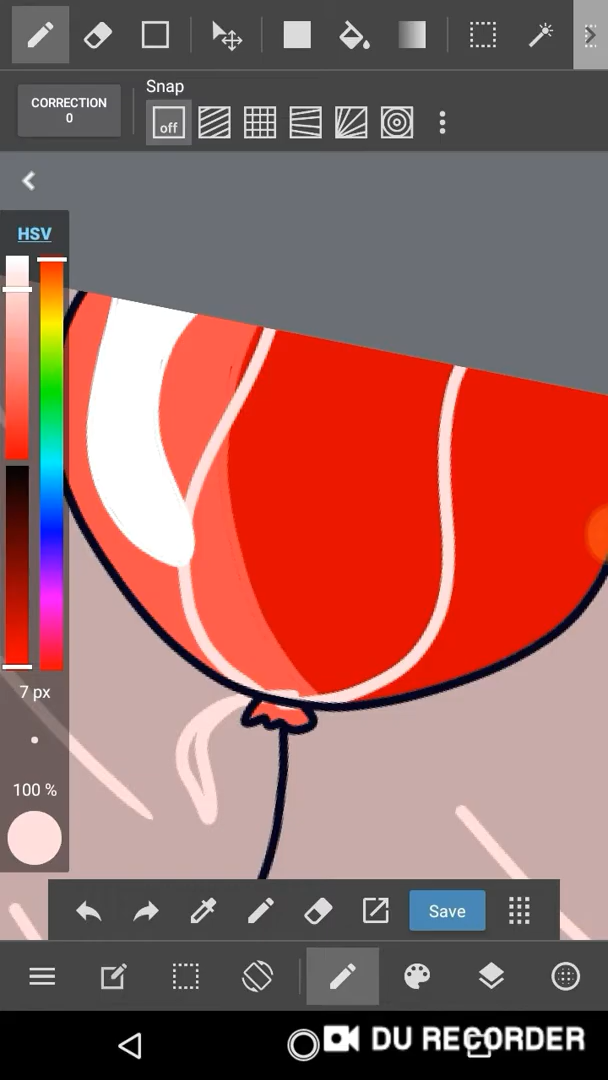 CORRECTION
0
Snap
off
HSV
7 px
100 %
Save
DU RECORDER